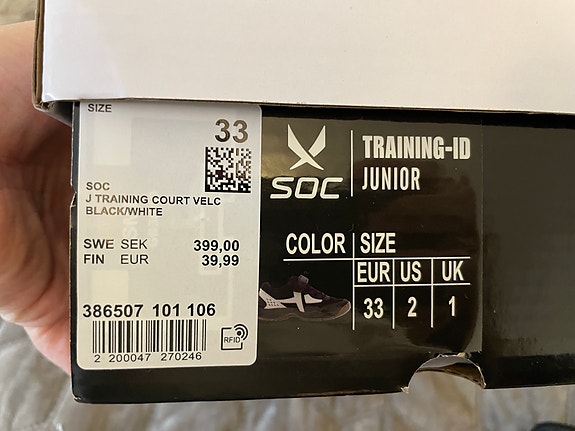 SIZE
33
SOC
J TRAINING COURT VELC
BLACK/WHITE
SWE SEK 399,00
FIN EUR 39,99
386507 101 106
2 200047 270246
RFID
SOC
TRAINING-ID
JUNIOR
COLOR SIZE
EUR US UK
33 2 1